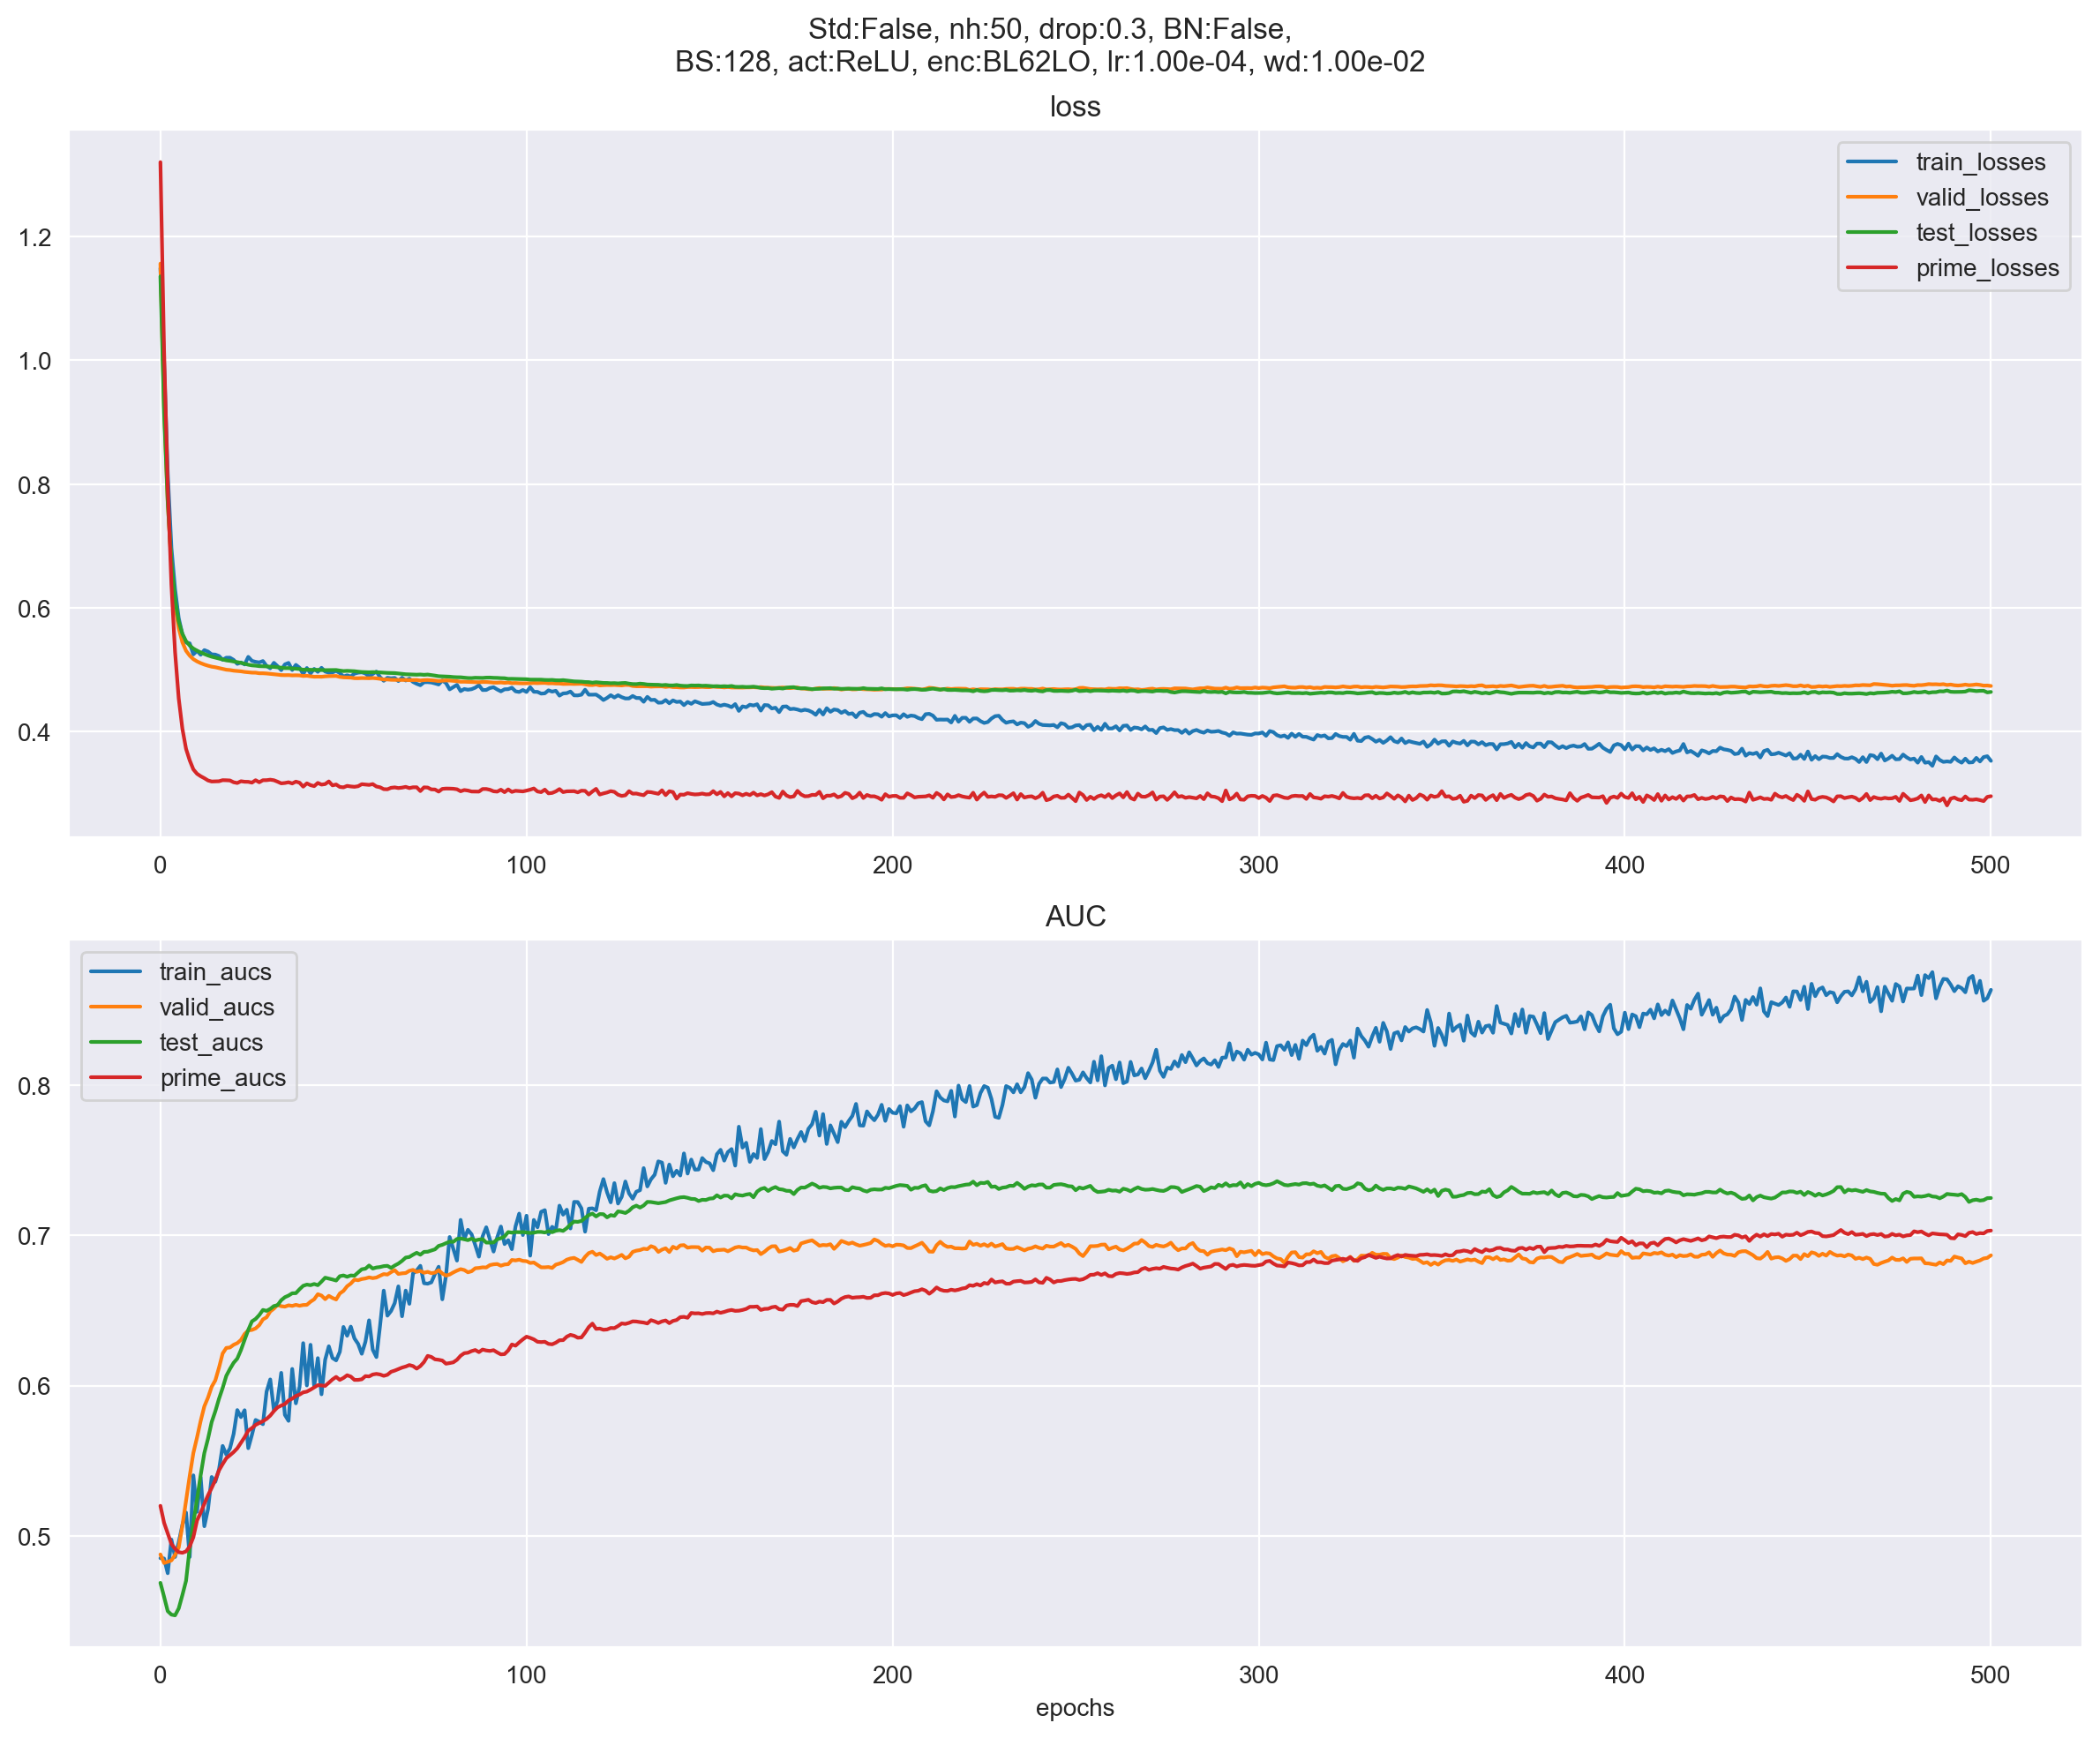 Std:False, nh:50, drop:0.3, BN:False,
BS:128, act:ReLU, enc:BL62LO, lr:1.00e-04, wd:1.00e-02
loss
train_losses
valid_losses
test_losses
prime_losses
1.2
1.0
0.8
0.6
0.4
0 100 200 300 400 500
AUC
train_aucs
valid_aucs
test_aucs
prime_aucs
0.8
0.7
0.6
0.5
0 100 200 300 400 500
epochs